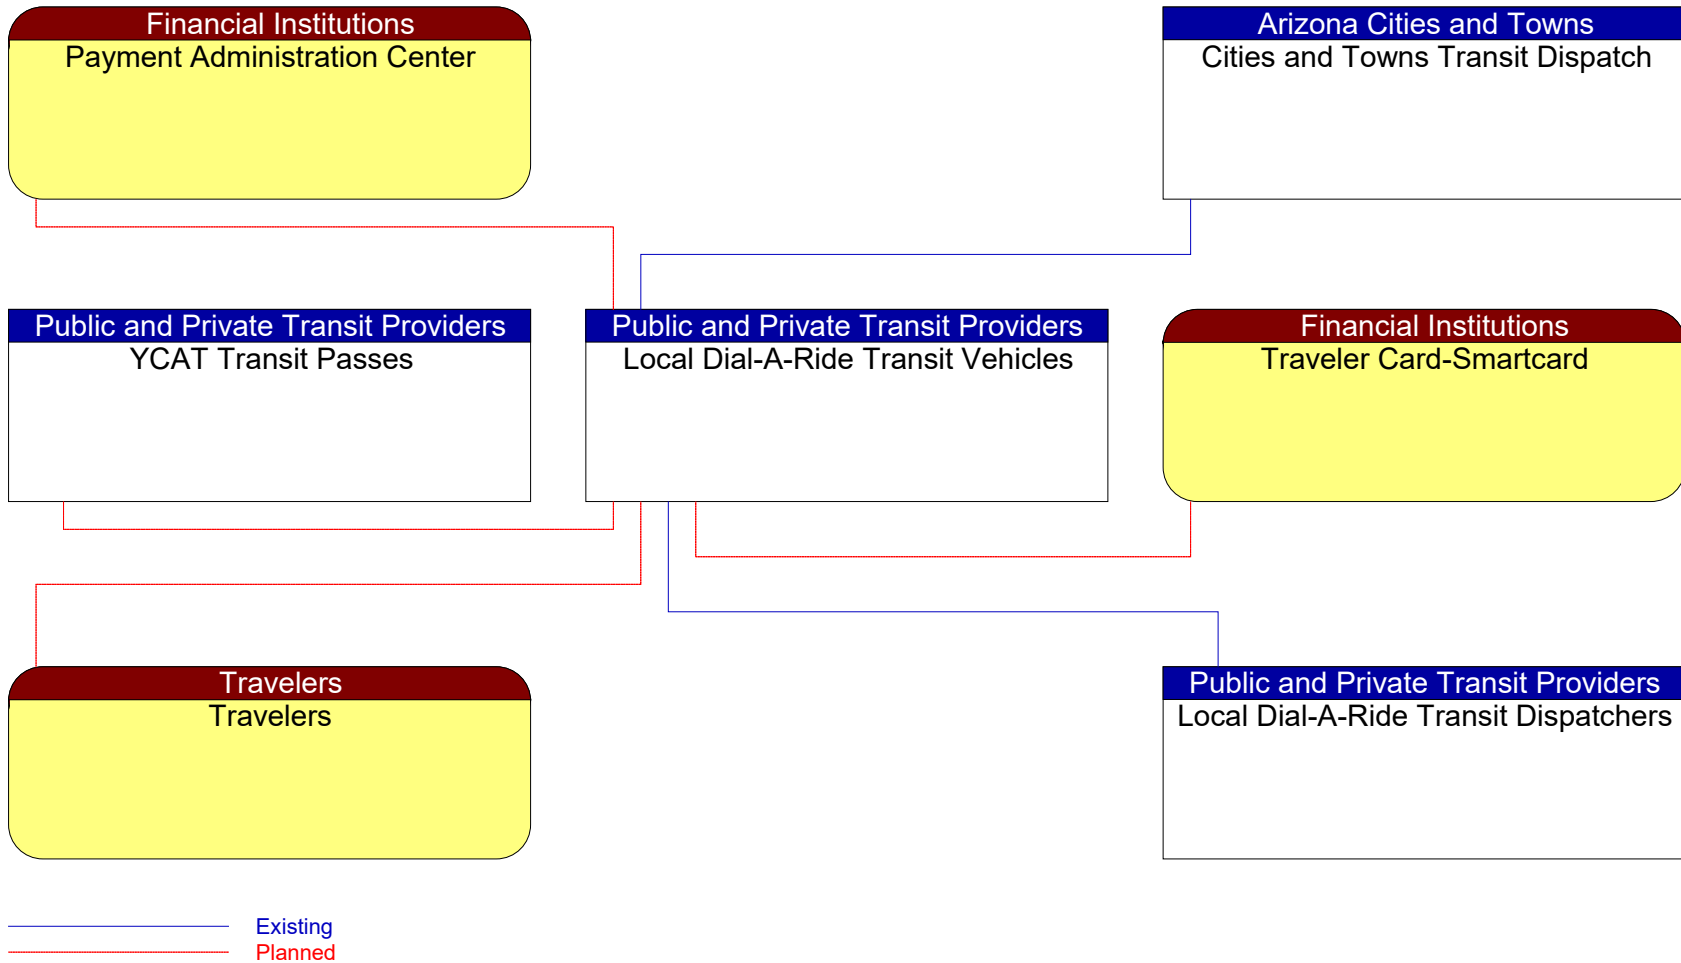 Financial Institutions
Payment Administration Center
Arizona Cities and Towns
Cities and Towns Transit Dispatch
Public and Private Transit Providers
YCAT Transit Passes
Public and Private Transit Providers
Local Dial-A-Ride Transit Vehicles
Financial Institutions
Traveler Card-Smartcard
Travelers
Travelers
Public and Private Transit Providers
Local Dial-A-Ride Transit Dispatchers
Existing
Planned